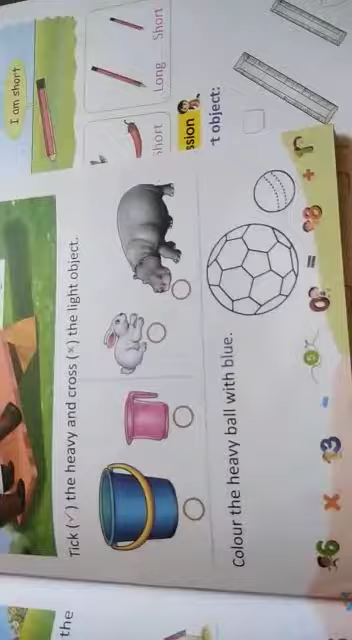 I am short
Long Short
short
ssion
t object:
Tick (✓) the heavy and cross (×) the light object.
Colour the heavy ball with blue.
the